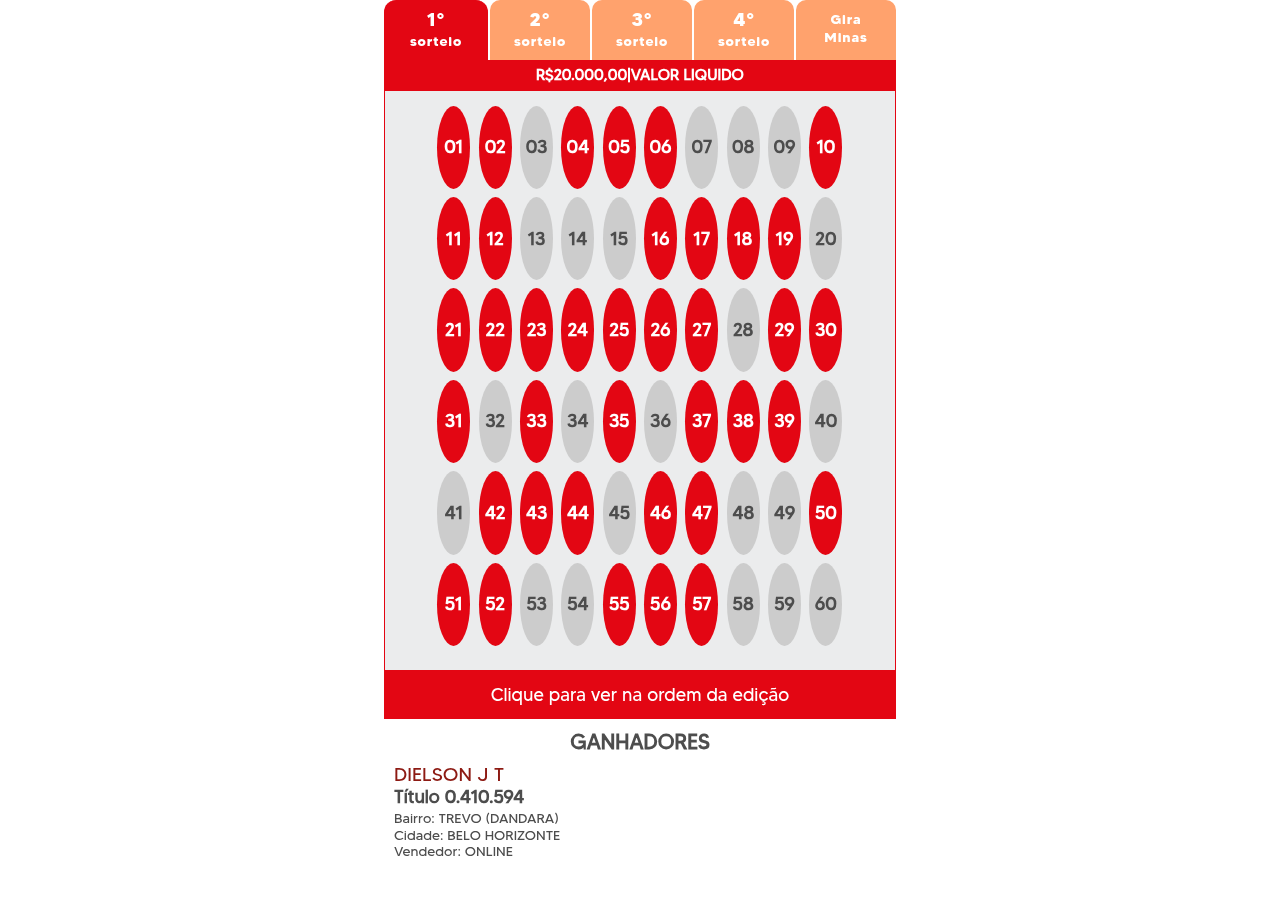 1° 2° 3° 4° Gira
sorteio sorteio sorteio sorteio Minas
R$20.000,00|VALOR LIQUIDO
01 02 03 04 05 06 07 08 09 10
11 12 13 14 15 16 17 18 19 20
21 22 23 24 25 26 27 28 29 30
31 32 33 34 35 36 37 38 39 40
41 42 43 44 45 46 47 48 49 50
51 52 53 54 55 56 57 58 59 60
Clique para ver na ordem da edição
GANHADORES
DIELSON J T
Título 0.410.594
Bairro: TREVO (DANDARA)
Cidade: BELO HORIZONTE
Vendedor: ONLINE